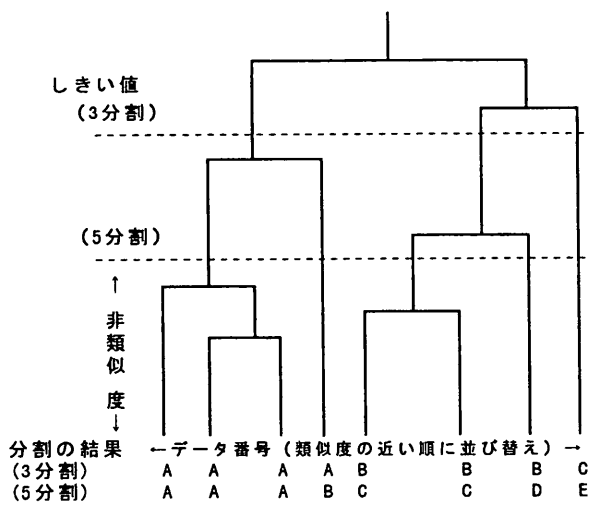 しきい値
(3分割)
(5分割)
↑
非
類
似
度
↓
分割の結果 ←データ番号(類似度の近い順に並び替え)→
(3分割) A A A A B B B C
(5分割) A A A B C C D E